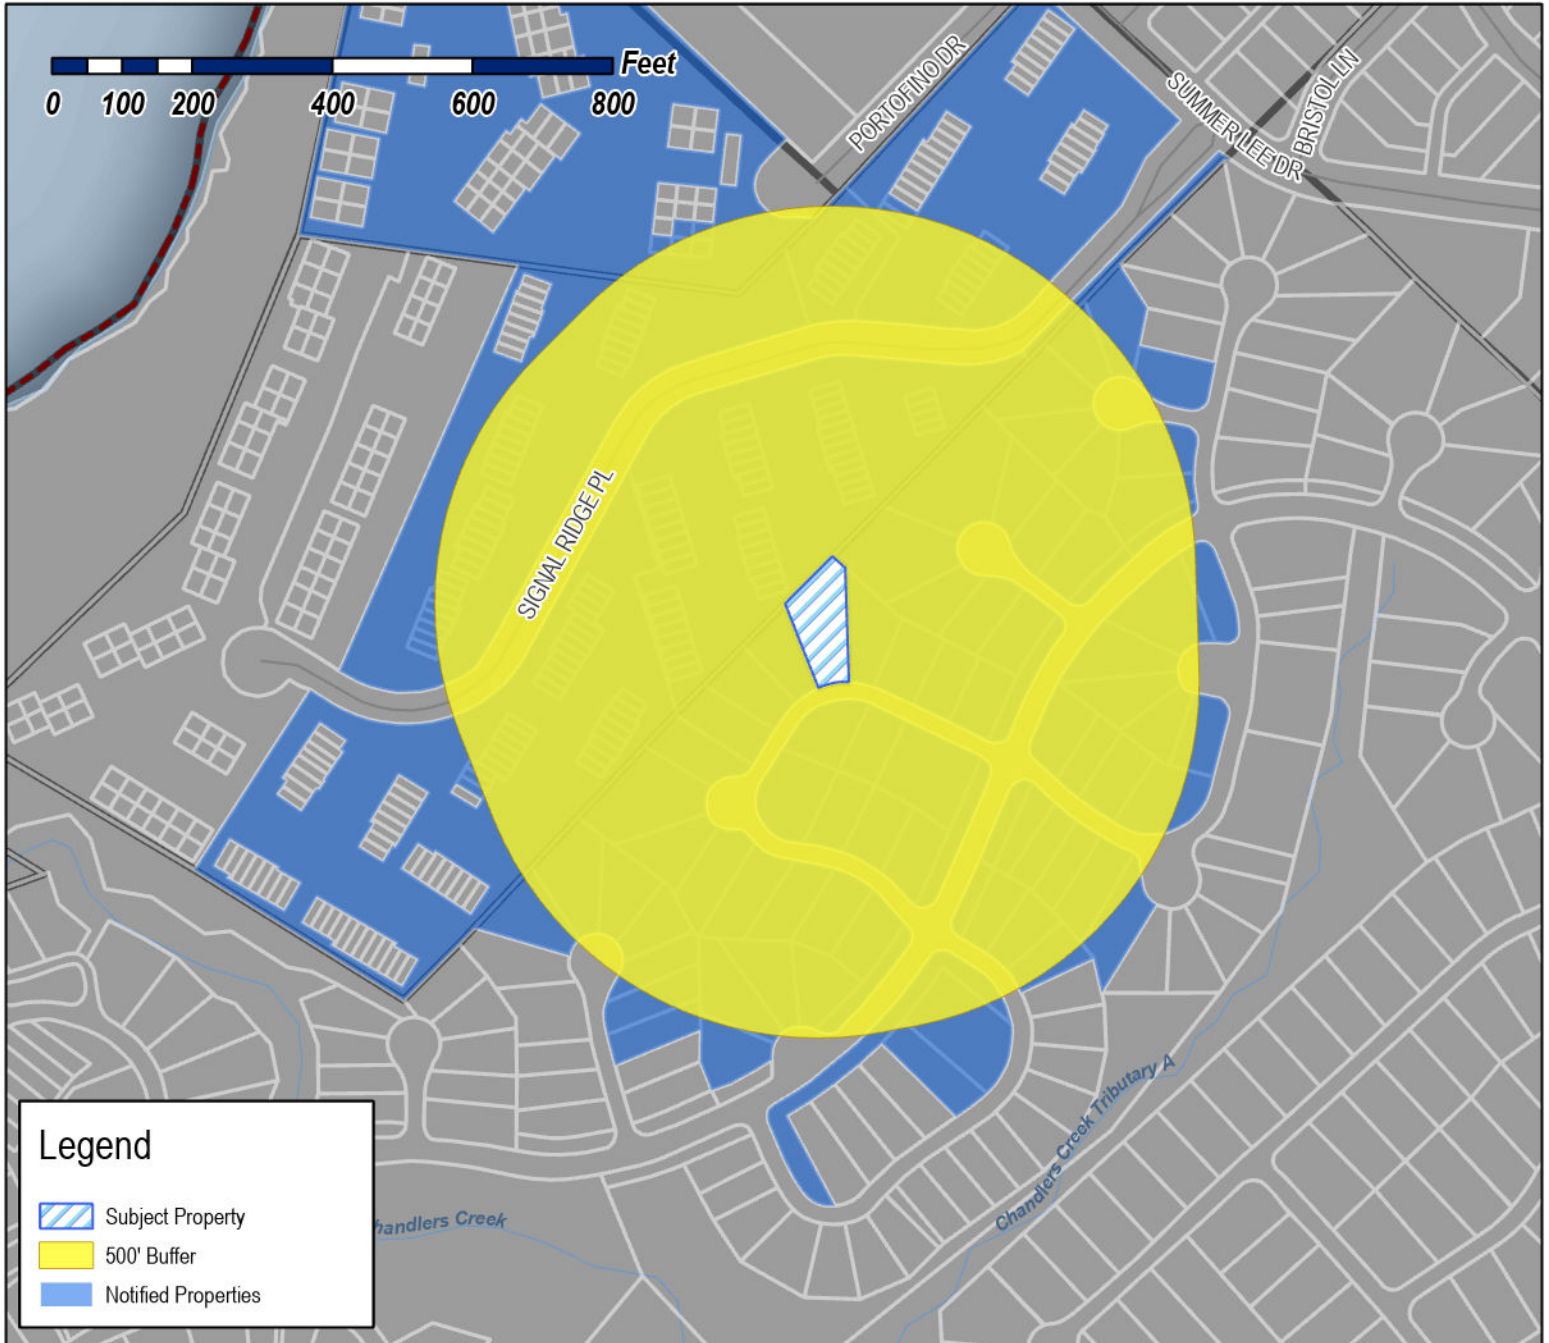 Feet
0 100 200 400 600 800
PORTOFINO DR
SUMMER LEE DR
BRISTOL LN
SIGNAL RIDGE PL
Chandlers Creek Tributary A
handlers Creek
Legend
Subject Property
500' Buffer
Notified Properties